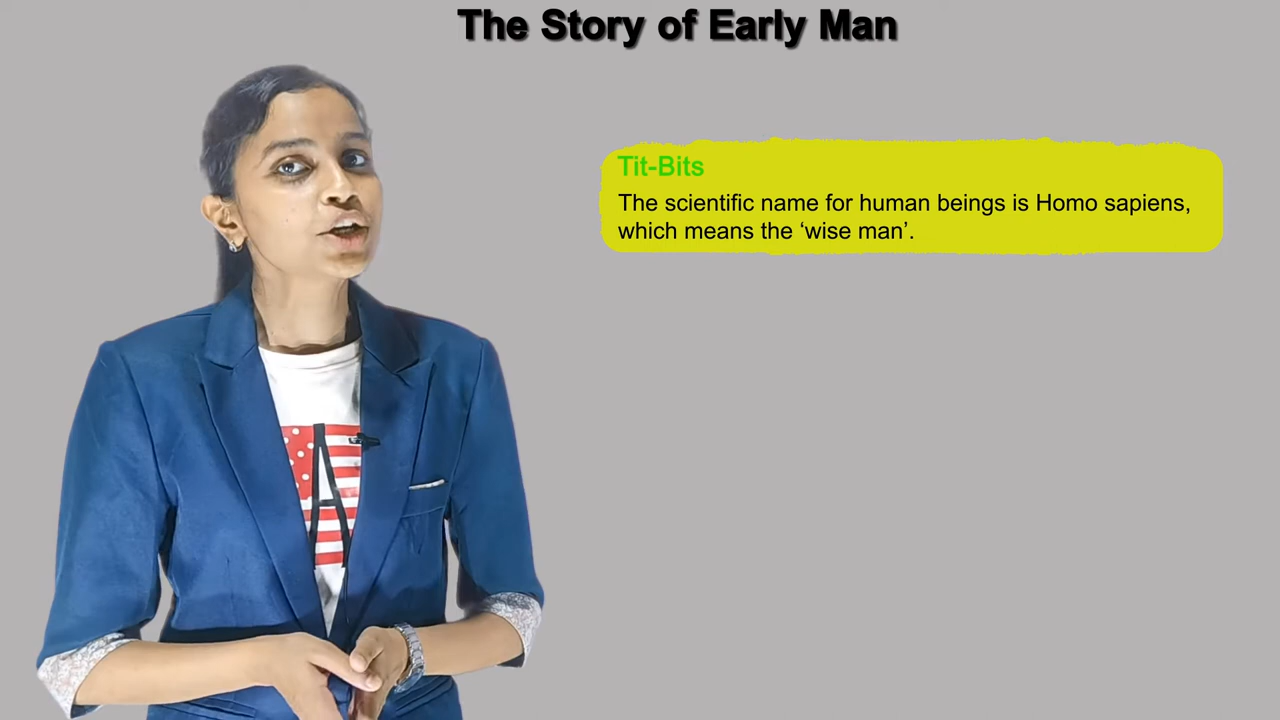 The Story of Early Man
Tit-Bits
The scientific name for human beings is Homo sapiens,
which means the ‘wise man’.
A